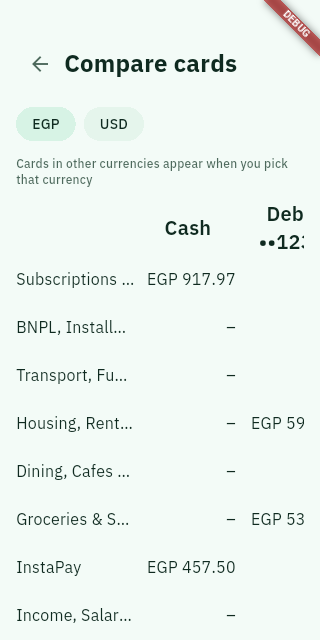 DEBUG
Compare cards
EGP USD
Cards in other currencies appear when you pick
that currency
Cash Deb
••123
Subscriptions ... EGP 917.97
BNPL, Install... –
Transport, Fu... –
Housing, Rent... – EGP 59
Dining, Cafes ... –
Groceries & S... – EGP 53
InstaPay EGP 457.50
Income, Salar... –